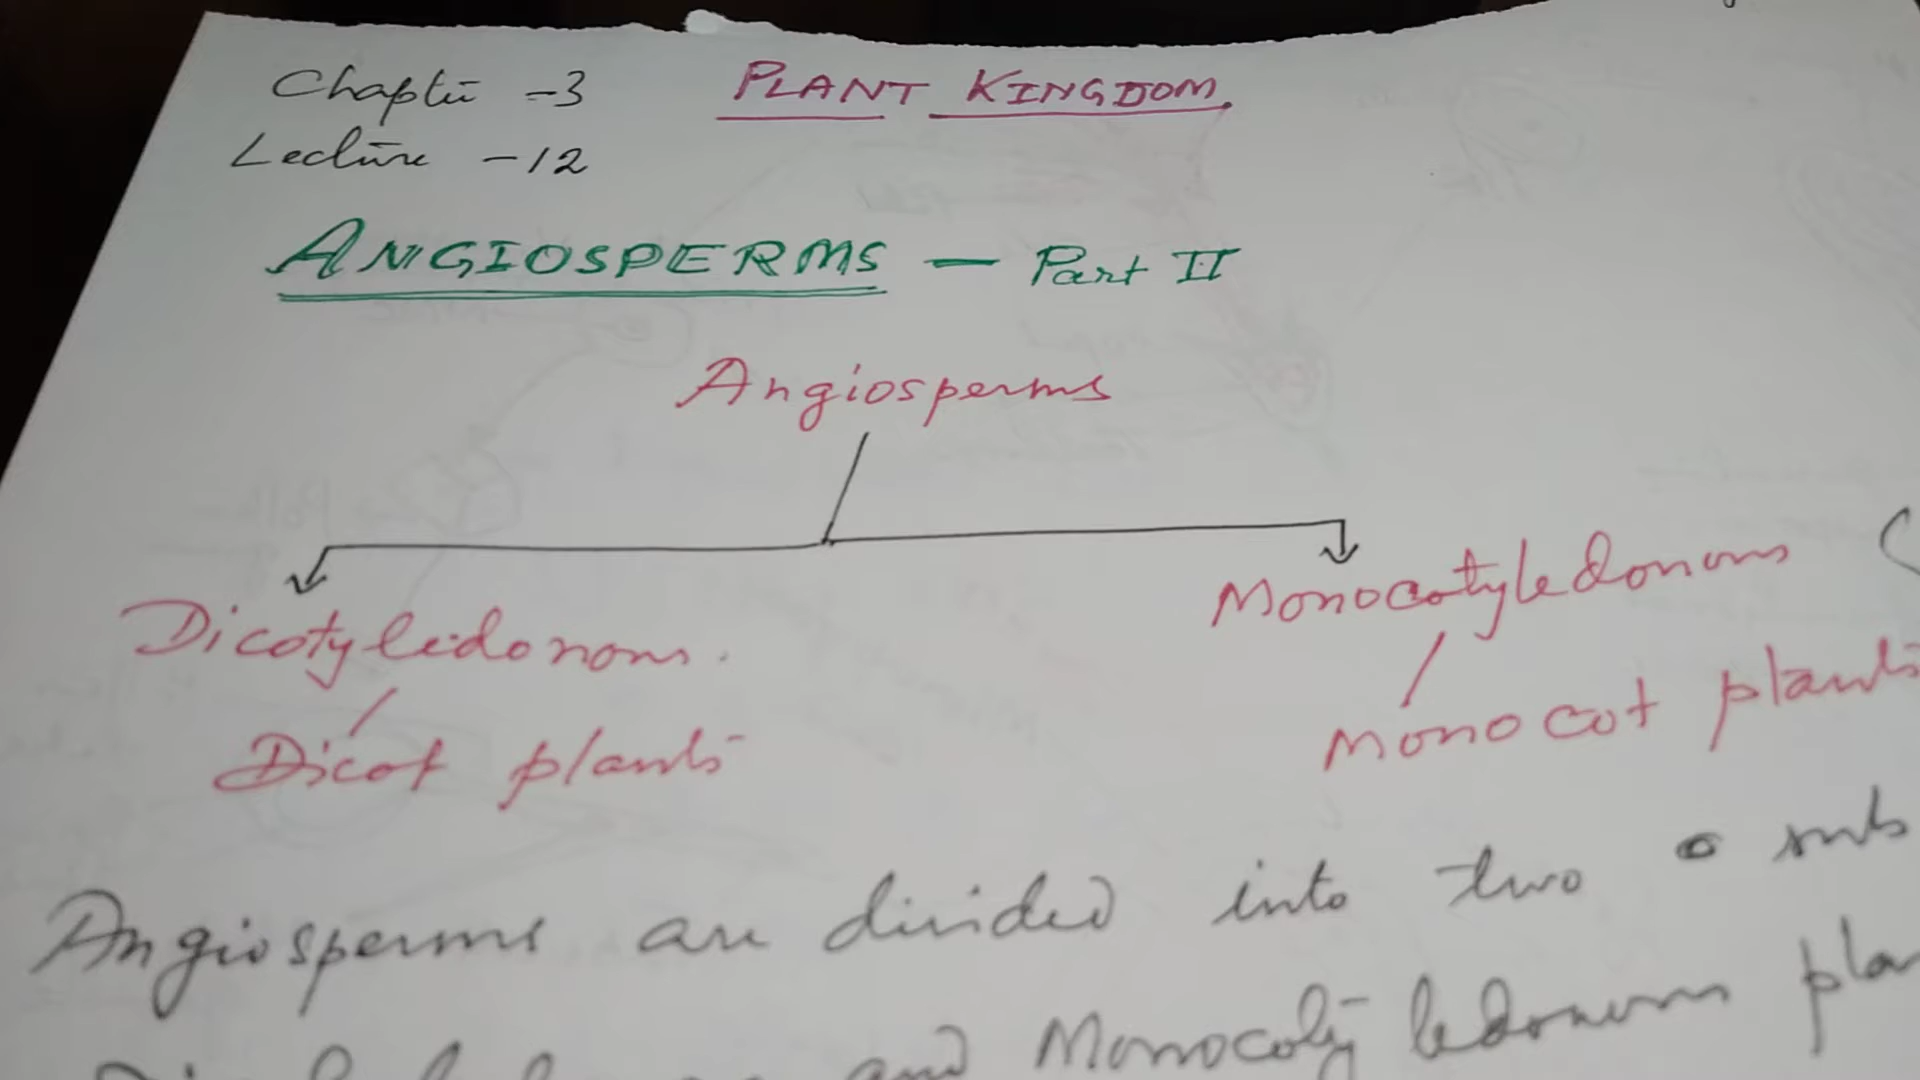 Chapter -3 PLANT KINGDOM.
Lecture -12
ANGIOSPERMS - Part II
Angiosperms
Dicotyledonous. Monocotyledonous
Dicot plants Monocot plants
Angiosperms are divided into two sub
and Monocotyledonous